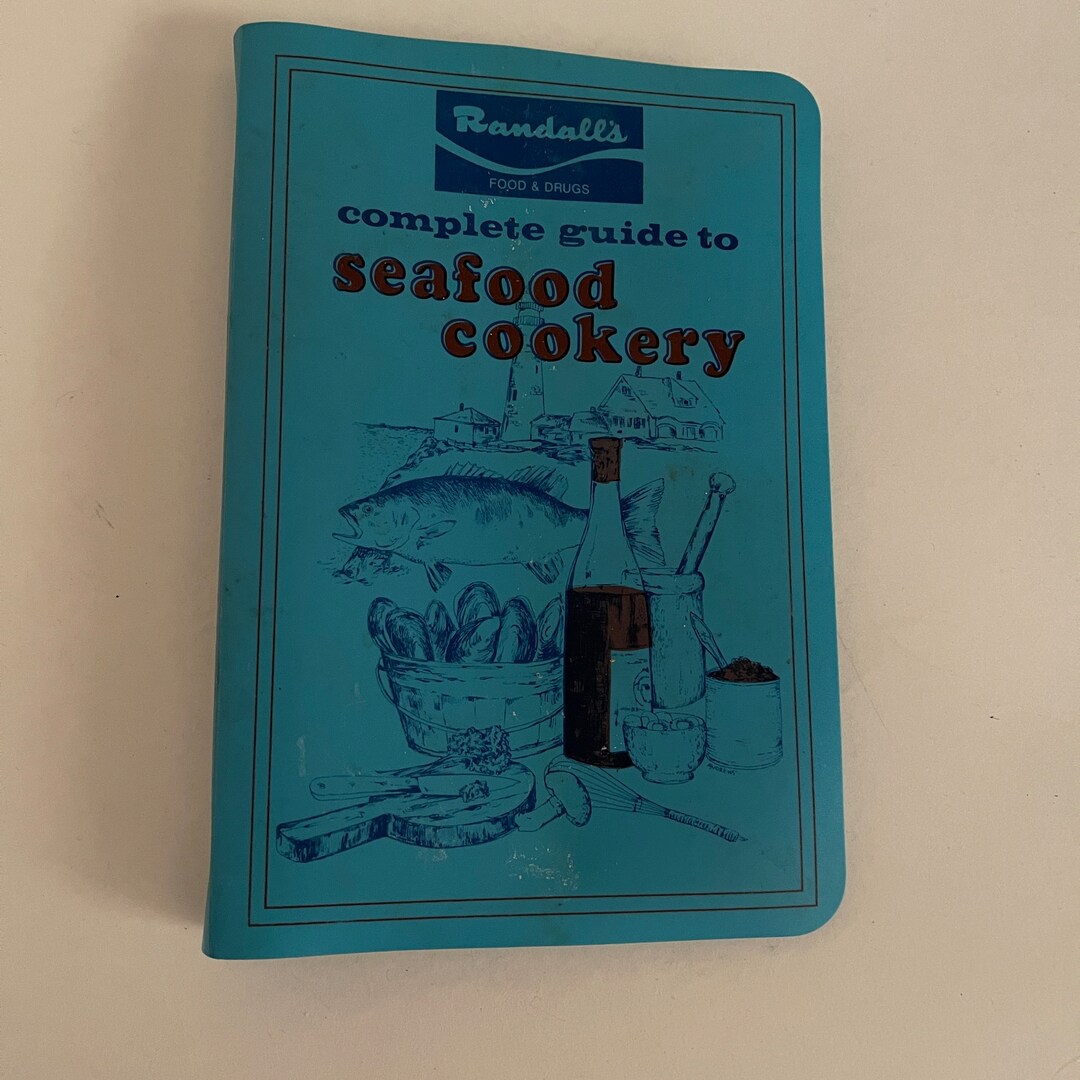 Randall's
FOOD & DRUGS
complete guide to
seafood
cookery